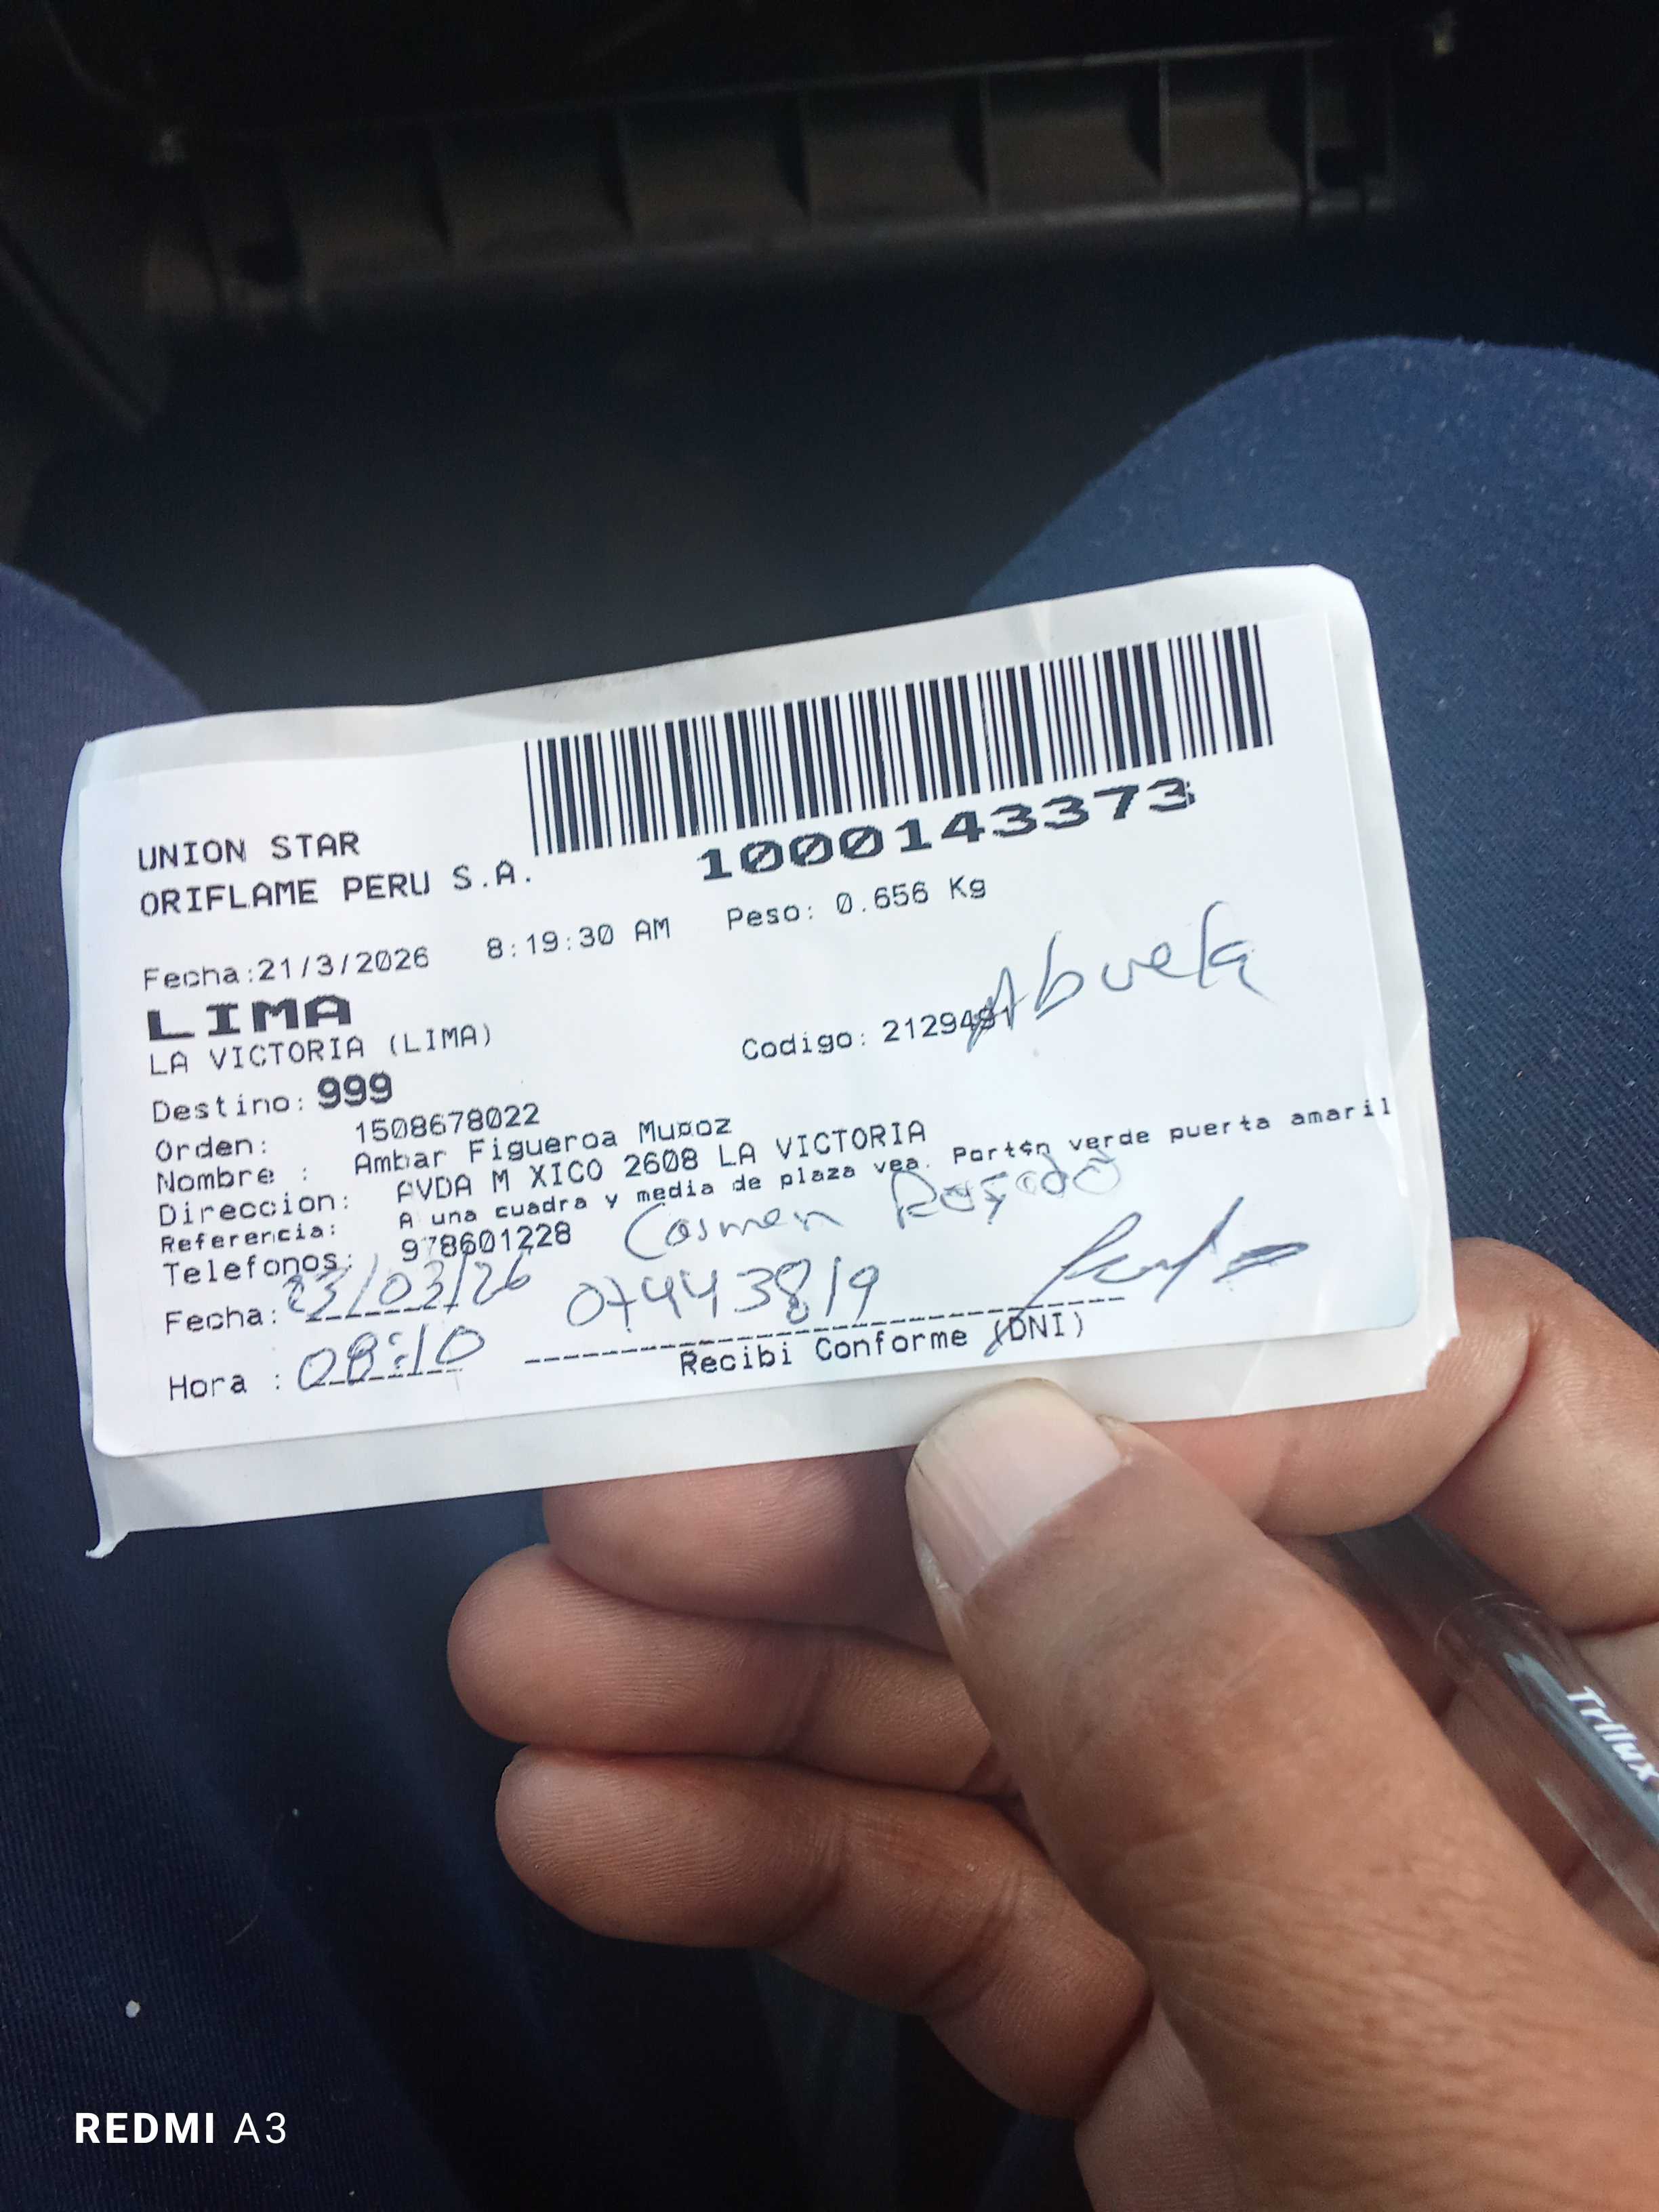 UNION STAR
ORIFLAME PERU S.A.
1000143373
Fecha:21/3/2026 8:19:30 AM Peso: 0.656 Kg
LIMA
Abuela
LA VICTORIA (LIMA) Codigo:
Destino: 999
Orden: 1508678022
Nombre : Ambar Figueroa Mu¤oz
Direccion: AVDA M XICO 2608 LA VICTORIA
Referencia: A una cuadra y media de plaza vea. Portón verde puerta amaril
Telefonos: 978601228 Carmen
Fecha: 23/03/26 07443819
Hora : 08:10 Recibi Conforme (DNI)
Trilux
REDMI A3